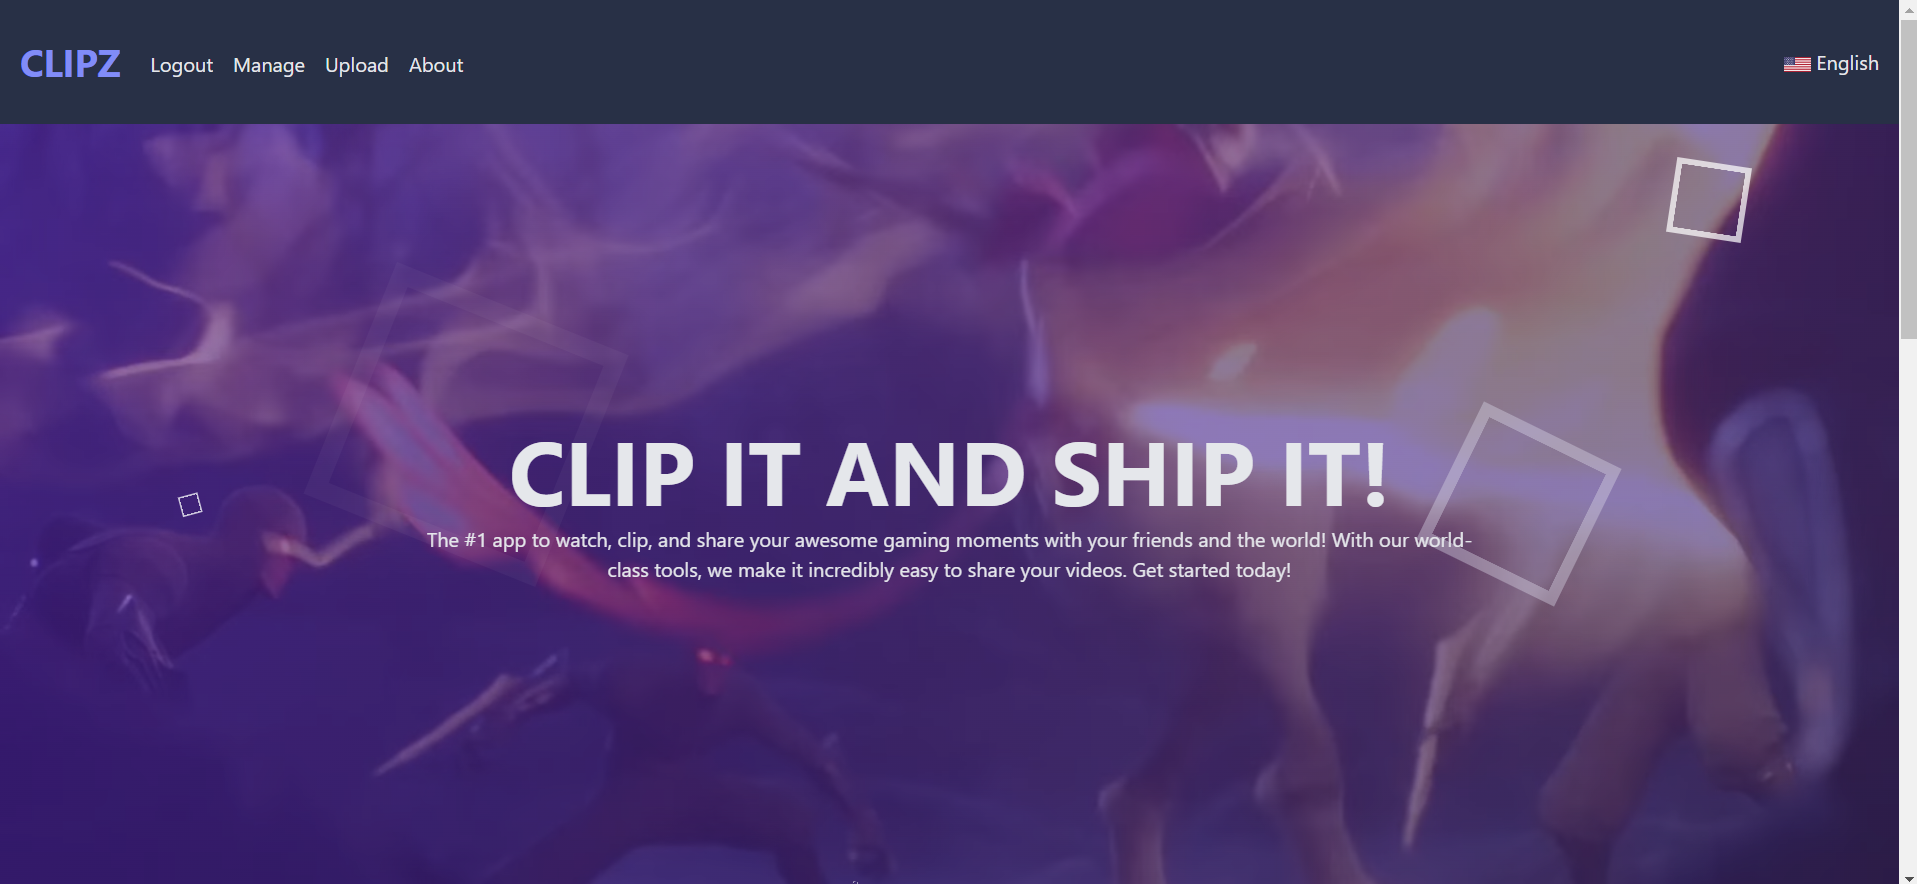 CLIPZ Logout Manage Upload About English
CLIP IT AND SHIP IT!
The #1 app to watch, clip, and share your awesome gaming moments with your friends and the world! With our world-
class tools, we make it incredibly easy to share your videos. Get started today!